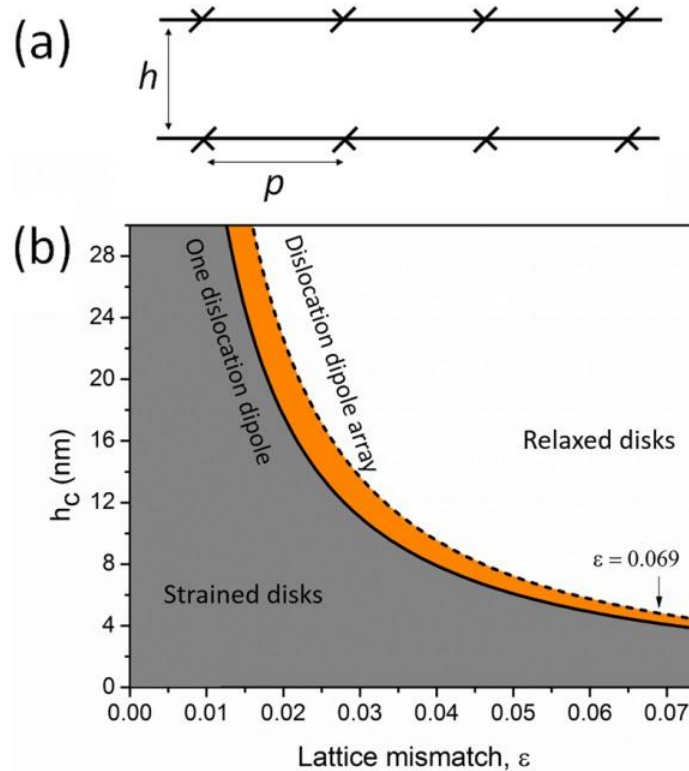 (a)
h
p
(b)
28
24
20
16
12
8
4
0
h_c (nm)
One dislocation
dipole
Dislocation dipole
array
Relaxed disks
ε = 0.069
Strained disks
0.00 0.01 0.02 0.03 0.04 0.05 0.06 0.07
Lattice mismatch, ε